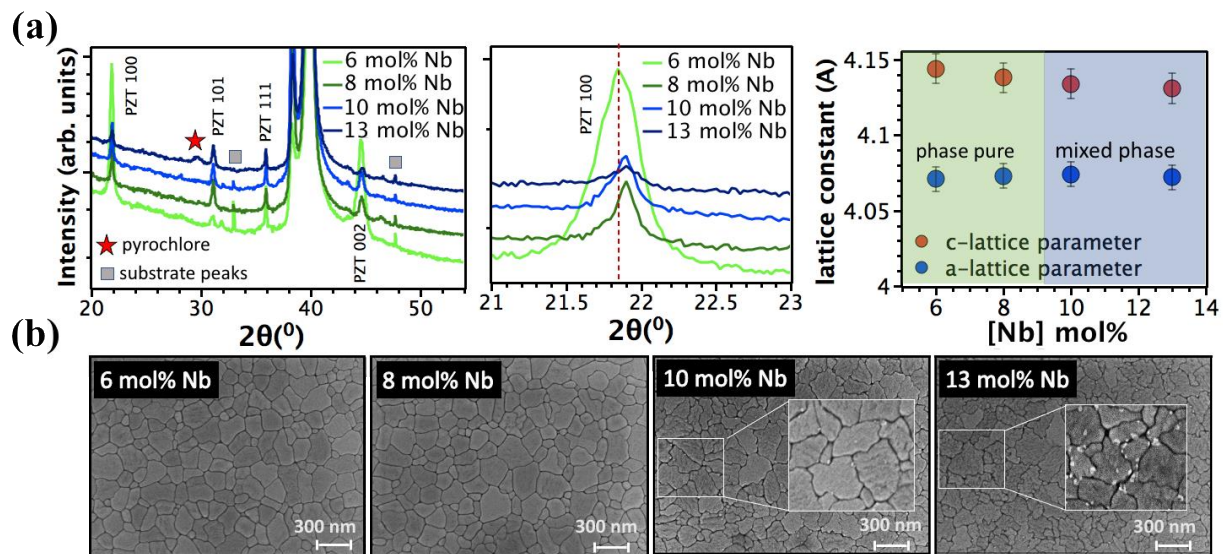 (a)
Intensity (arb. units)
PZT 100
PZT 101
PZT 111
PZT 002
6 mol% Nb
8 mol% Nb
10 mol% Nb
13 mol% Nb
pyrochlore
substrate peaks
20 30 40 50
2θ(⁰)
PZT 100
6 mol% Nb
8 mol% Nb
10 mol% Nb
13 mol% Nb
21 21.5 22 22.5 23
2θ(⁰)
lattice constant (A)
4.15
4.1
4.05
4
phase pure mixed phase
c-lattice parameter
a-lattice parameter
6 8 10 12 14
[Nb] mol%
(b)
6 mol% Nb
300 nm
8 mol% Nb
300 nm
10 mol% Nb
300 nm
13 mol% Nb
300 nm